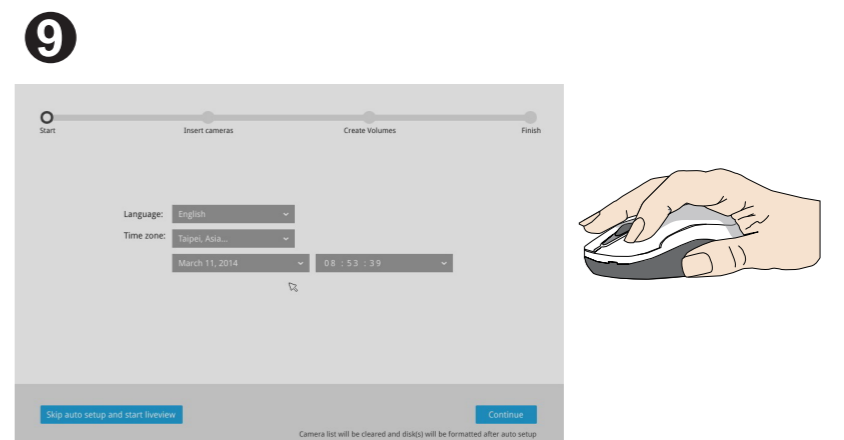 9
Start Insert cameras Create Volumes Finish
Language: English
Time zone: Taipei, Asia...
March 11, 2014 08 : 53 : 39
Skip auto setup and start liveview Continue
Camera list will be cleared and disk(s) will be formatted after auto setup